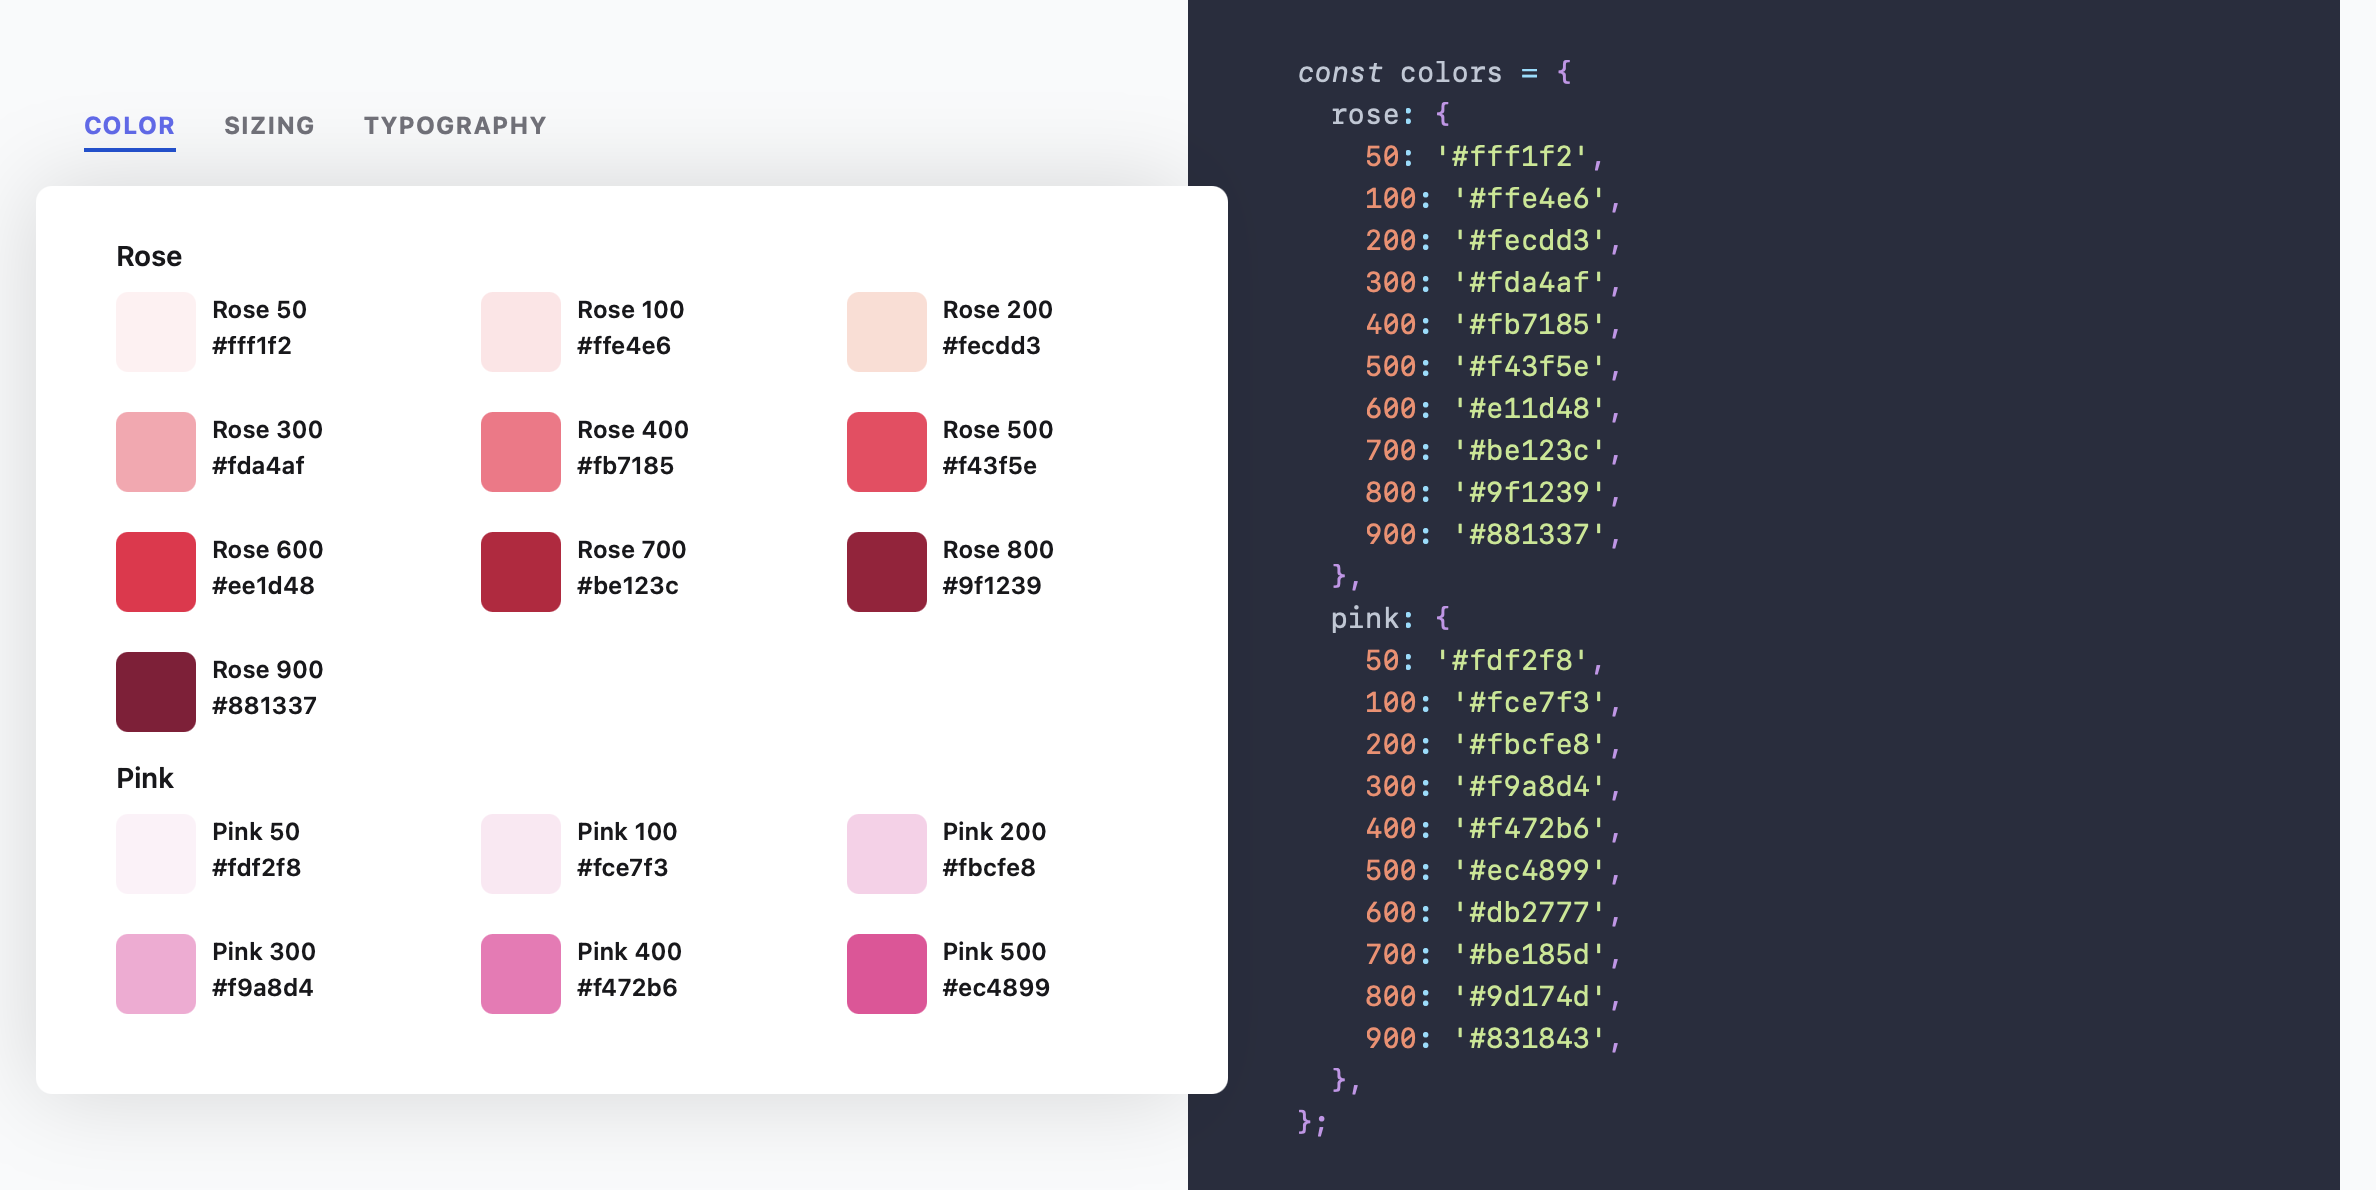 COLOR SIZING TYPOGRAPHY
Rose
Rose 50
#fff1f2
Rose 100
#ffe4e6
Rose 200
#fecdd3
Rose 300
#fda4af
Rose 400
#fb7185
Rose 500
#f43f5e
Rose 600
#ee1d48
Rose 700
#be123c
Rose 800
#9f1239
Rose 900
#881337
Pink
Pink 50
#fdf2f8
Pink 100
#fce7f3
Pink 200
#fbcfe8
Pink 300
#f9a8d4
Pink 400
#f472b6
Pink 500
#ec4899
const colors = {
rose: {
50: '#fff1f2',
100: '#ffe4e6',
200: '#fecdd3',
300: '#fda4af',
400: '#fb7185',
500: '#f43f5e',
600: '#e11d48',
700: '#be123c',
800: '#9f1239',
900: '#881337',
},
pink: {
50: '#fdf2f8',
100: '#fce7f3',
200: '#fbcfe8',
300: '#f9a8d4',
400: '#f472b6',
500: '#ec4899',
600: '#db2777',
700: '#be185d',
800: '#9d174d',
900: '#831843',
},
};